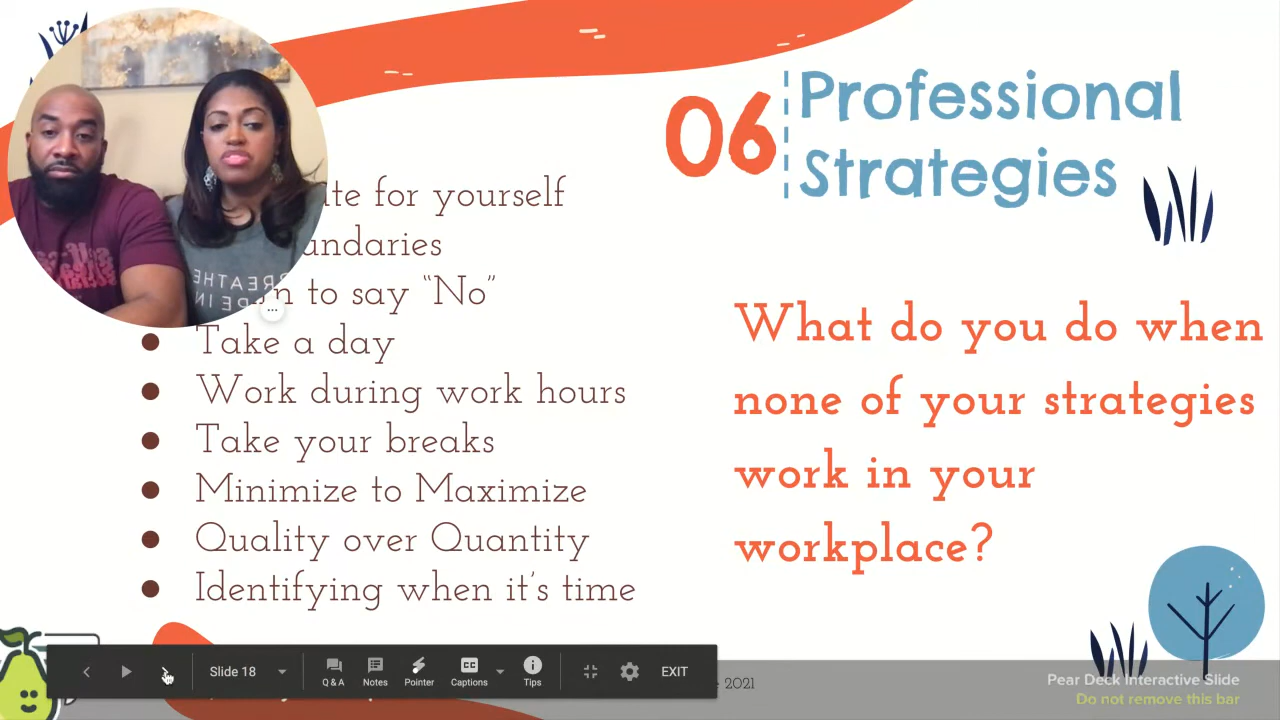 06
Professional
Strategies
ate for yourself
undaries
n to say “No”
Take a day
Work during work hours
Take your breaks
Minimize to Maximize
Quality over Quantity
Identifying when it’s time
What do you do when
none of your strategies
work in your
workplace?
BREATHE
Slide 18
Q & A
Notes
Pointer
Captions
Tips
EXIT
2021
Pear Deck Interactive Slide
Do not remove this bar